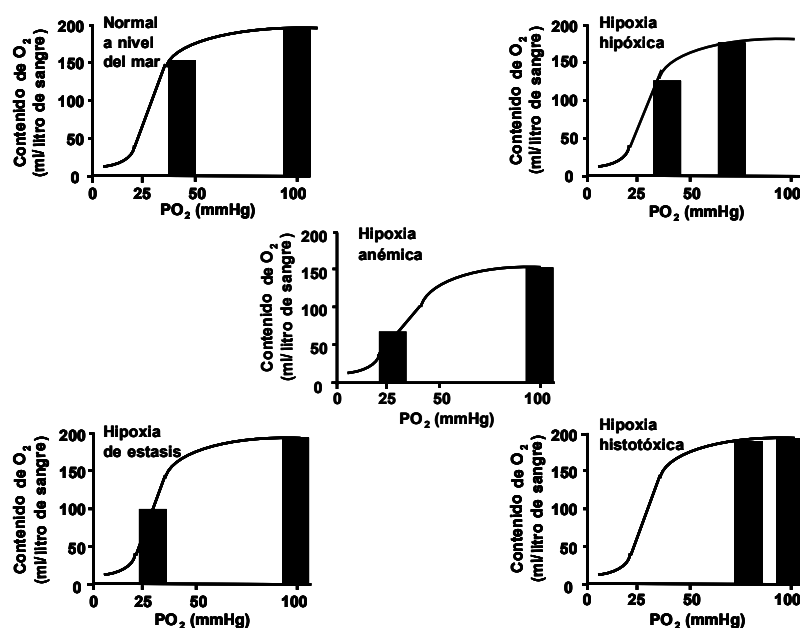 Normal
a nivel
del mar
Contenido de O2
(ml/litro de sangre)
200
150
100
50
0
0 25 50 100
PO2 (mmHg)
Hipoxia
hipóxica
Contenido de O2
(ml/litro de sangre)
200
150
100
50
0
0 25 50 100
PO2 (mmHg)
Hipoxia
anémica
Contenido de O2
(ml/litro de sangre)
200
150
100
50
0
0 25 50 100
PO2 (mmHg)
Hipoxia
de estasis
Contenido de O2
(ml/litro de sangre)
200
150
100
50
0
0 25 50 100
PO2 (mmHg)
Hipoxia
histotóxica
Contenido de O2
(ml/litro de sangre)
200
150
100
50
0
0 25 50 100
PO2 (mmHg)